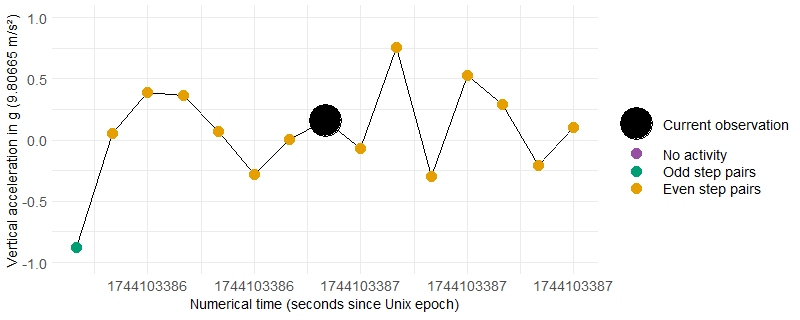 Vertical acceleration in g (9.80665 m/s²)
1.0
0.5
0.0
-0.5
-1.0
1744103386 1744103386 1744103387 1744103387 1744103387
Numerical time (seconds since Unix epoch)
Current observation
No activity
Odd step pairs
Even step pairs